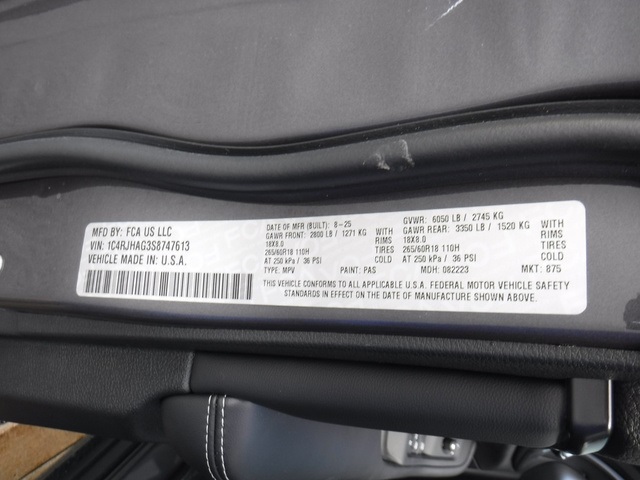 MFD BY: FCA US LLC
VIN: 1C4RJHAG3S8747613
VEHICLE MADE IN U.S.A.
DATE OF MFR (BUILT): 8-25
GAWR FRONT: 2800 LB / 1271 KG WITH
18X8.0 RIMS
265/60R18 110H TIRES
AT 250 kPa / 36 PSI
GVWR: 6050 LB / 2745 KG
GAWR REAR: 3350 LB / 1520 KG WITH
18X8.0 RIMS
265/60R18 110H TIRES
AT 250 kPa / 36 PSI
TYPE: MPV PAINT: PAS MDH: 082223 MKT: 875
THIS VEHICLE CONFORMS TO ALL APPLICABLE U.S.A. FEDERAL MOTOR VEHICLE SAFETY
STANDARDS IN EFFECT ON THE DATE OF MANUFACTURE SHOWN ABOVE.